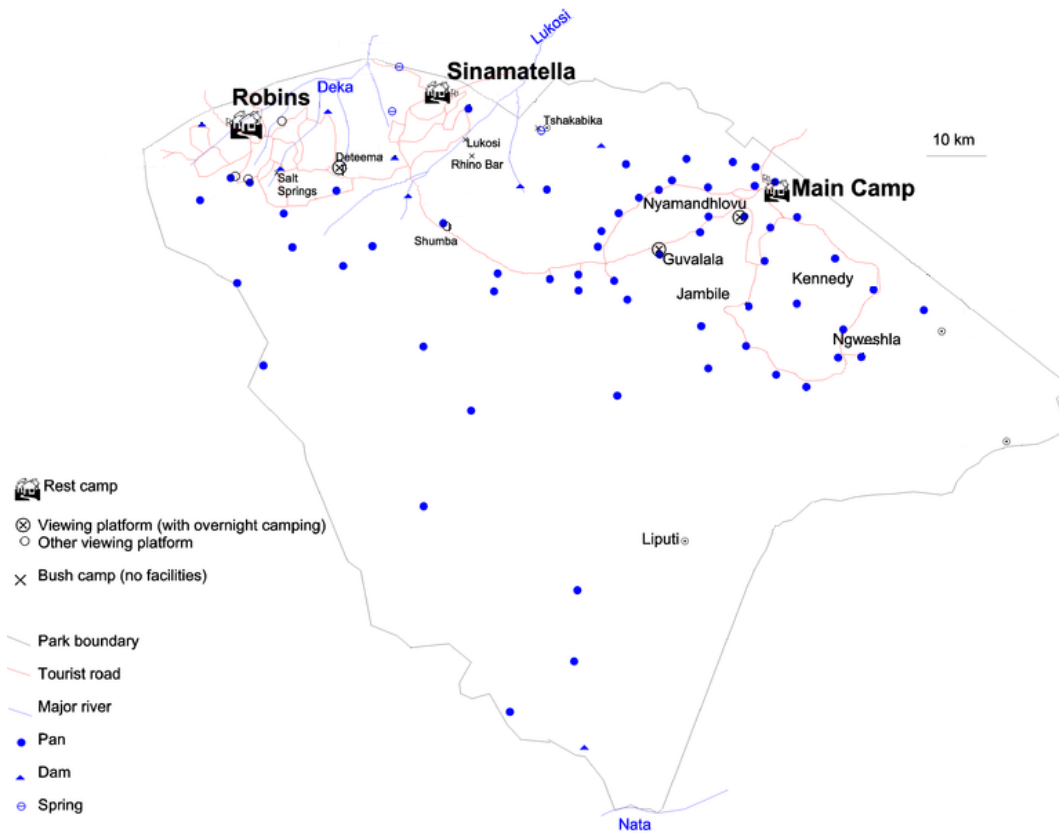 Lukosi
Sinamatella
Deka
Robins
Tshakabika
Lukosi
10 km
Deteema
Rhino Bar
Salt
Springs
Main Camp
Nyamandhlovu
Shumba
Guvalala
Kennedy
Jambile
Ngweshla
Rest camp
Viewing platform (with overnight camping)
Other viewing platform
Liputi
Bush camp (no facilities)
Park boundary
Tourist road
Major river
Pan
Dam
Spring
Nata